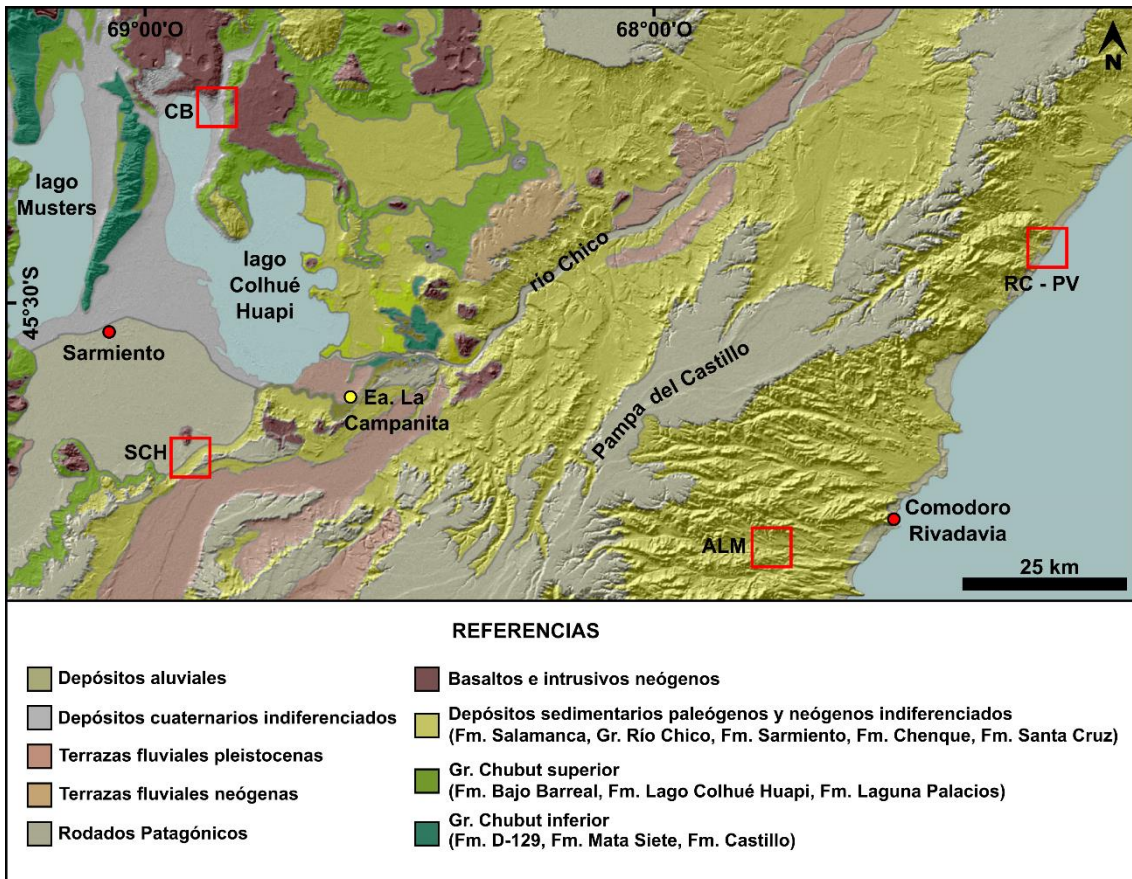 69°00'O
68°00'O
N
CB
lago
Musters
lago
Colhué
Huapi
río Chico
RC - PV
45°30'S
Sarmiento
Pampa del Castillo
Ea. La
Campanita
SCH
Comodoro
Rivadavia
ALM
25 km
REFERENCIAS
Depósitos aluviales
Depósitos cuaternarios indiferenciados
Terrazas fluviales pleistocenas
Terrazas fluviales neógenas
Rodados Patagónicos
Basaltos e intrusivos neógenos
Depósitos sedimentarios paleógenos y neógenos indiferenciados
(Fm. Salamanca, Gr. Río Chico, Fm. Sarmiento, Fm. Chenque, Fm. Santa Cruz)
Gr. Chubut superior
(Fm. Bajo Barreal, Fm. Lago Colhué Huapi, Fm. Laguna Palacios)
Gr. Chubut inferior
(Fm. D-129, Fm. Mata Siete, Fm. Castillo)